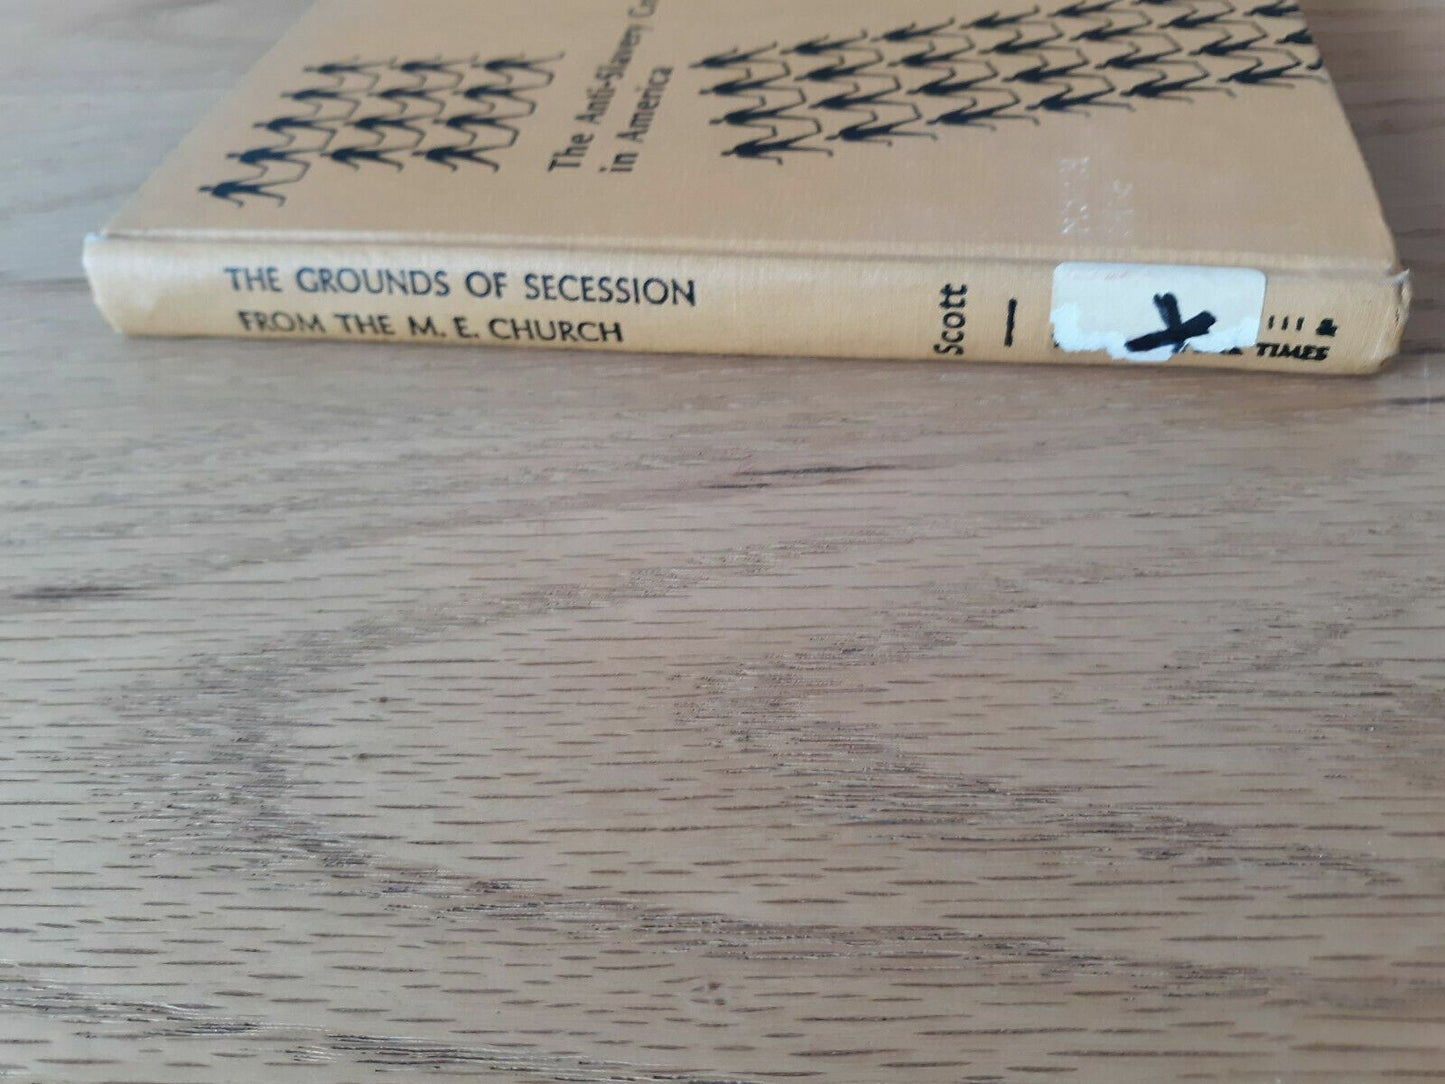 The Anti-Slavery
in America
THE GROUNDS OF SECESSION
FROM THE M. E. CHURCH
Scott
X
TIMES